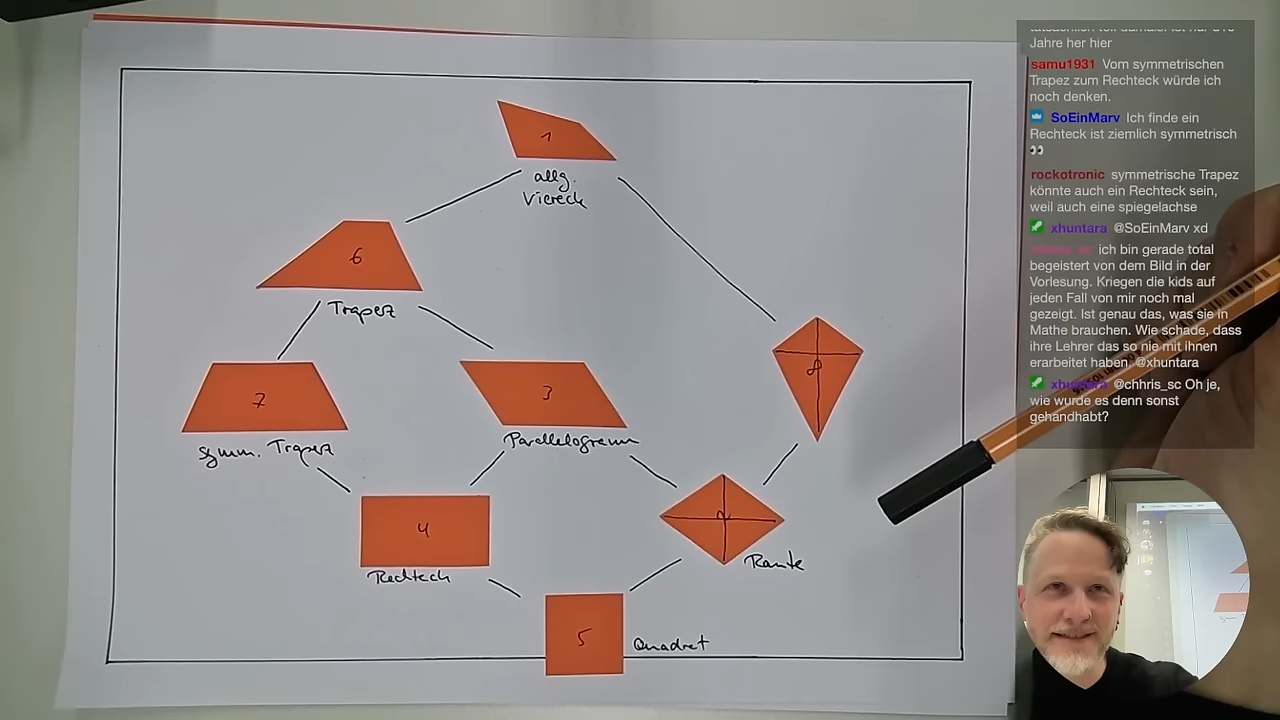 1
allg.
Viereck
6
Trapez
7
symm. Trapez
3
Parallelogramm
8
4
Rechteck
2
Raute
5
Quadrat
Jahre her hier
samu1931 Vom symmetrischen
Trapez zum Rechteck würde ich
noch denken.
SoEinMarv Ich finde ein
Rechteck ist ziemlich symmetrisch
👀
rockotronic symmetrische Trapez
könnte auch ein Rechteck sein,
weil auch eine spiegelachse
xhuntara @SoEinMarv xd
chhris_sc ich bin gerade total
begeistert von dem Bild in der
Vorlesung. Kriegen die kids auf
jeden Fall von mir noch mal
gezeigt. Ist genau das, was sie in
Mathe brauchen. Wie schade, dass
ihre Lehrer das so nie mit ihnen
erarbeitet haben. @xhuntara
xhuntara @chhris_sc Oh je,
wie wurde es denn sonst
gehandhabt?